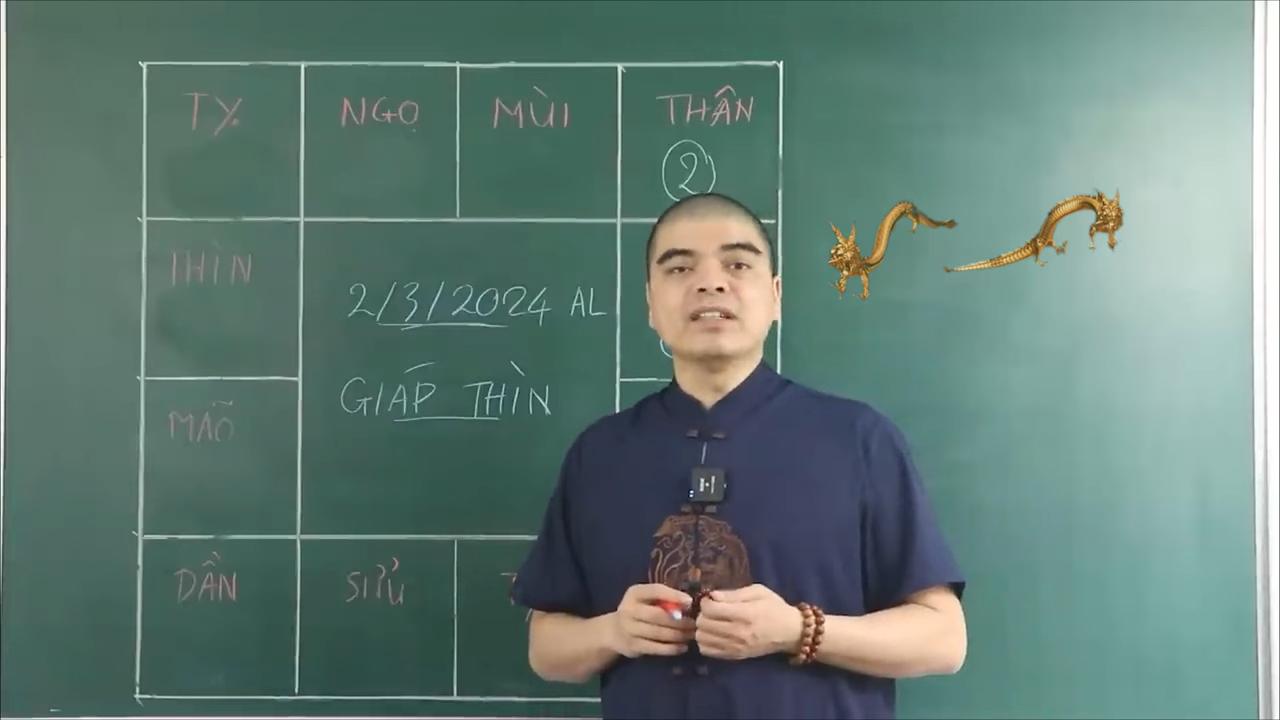 TỴ NGỌ MÙI THÂN
2
THÌN
2/3/2024 AL
GIÁP THÌN
MÃO
DẦN SỬU